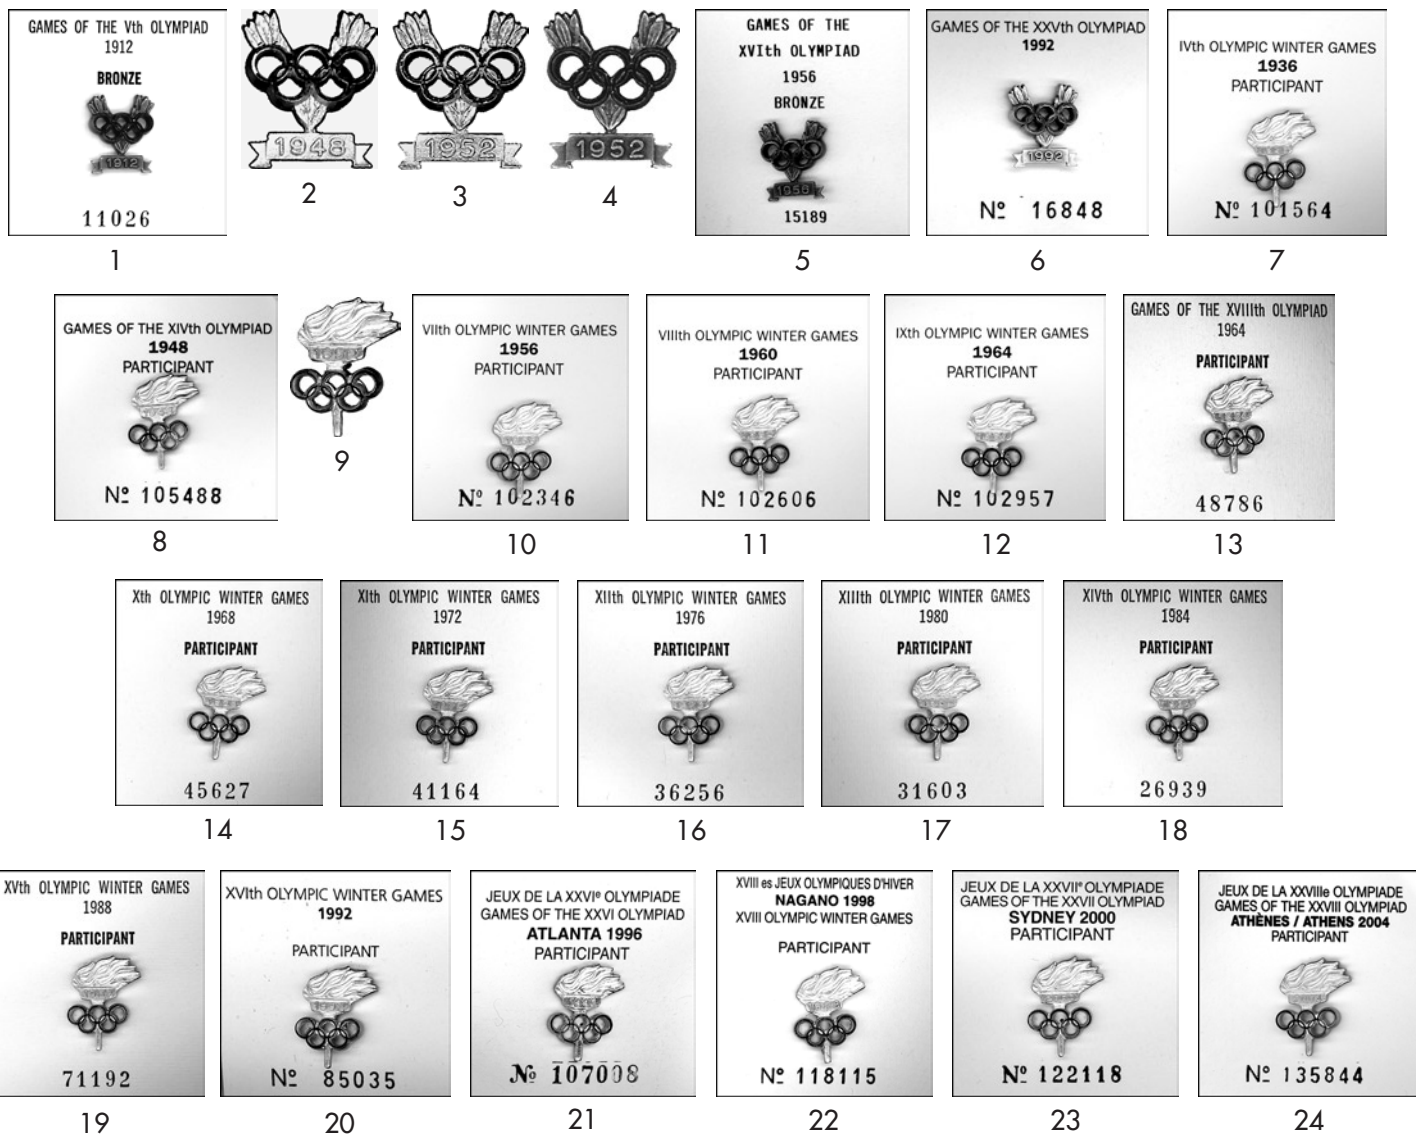 GAMES OF THE Vth OLYMPIAD
1912
BRONZE
1912
11026
1
1948
2
1952
3
1952
4
GAMES OF THE
XVIth OLYMPIAD
1956
BRONZE
1956
15189
5
GAMES OF THE XXVth OLYMPIAD
1992
1992
Nº 16848
6
IVth OLYMPIC WINTER GAMES
1936
PARTICIPANT
Nº 101564
7
GAMES OF THE XIVth OLYMPIAD
1948
PARTICIPANT
Nº 105488
8
9
VIIth OLYMPIC WINTER GAMES
1956
PARTICIPANT
Nº 102346
10
VIIIth OLYMPIC WINTER GAMES
1960
PARTICIPANT
Nº 102606
11
IXth OLYMPIC WINTER GAMES
1964
PARTICIPANT
Nº 102957
12
GAMES OF THE XVIIIth OLYMPIAD
1964
PARTICIPANT
48786
13
Xth OLYMPIC WINTER GAMES
1968
PARTICIPANT
45627
14
XIth OLYMPIC WINTER GAMES
1972
PARTICIPANT
41164
15
XIIth OLYMPIC WINTER GAMES
1976
PARTICIPANT
36256
16
XIIIth OLYMPIC WINTER GAMES
1980
PARTICIPANT
31603
17
XIVth OLYMPIC WINTER GAMES
1984
PARTICIPANT
26939
18
XVth OLYMPIC WINTER GAMES
1988
PARTICIPANT
71192
19
XVIth OLYMPIC WINTER GAMES
1992
PARTICIPANT
Nº 85035
20
JEUX DE LA XXVIᵉ OLYMPIADE
GAMES OF THE XXVI OLYMPIAD
ATLANTA 1996
PARTICIPANT
Nº 107008
21
XVIII es JEUX OLYMPIQUES D'HIVER
NAGANO 1998
XVIII OLYMPIC WINTER GAMES
PARTICIPANT
Nº 118115
22
JEUX DE LA XXVIIᵉ OLYMPIADE
GAMES OF THE XXVII OLYMPIAD
SYDNEY 2000
PARTICIPANT
Nº 122118
23
JEUX DE LA XXVIIIe OLYMPIADE
GAMES OF THE XXVIII OLYMPIAD
ATHÈNES / ATHENS 2004
PARTICIPANT
Nº 135844
24